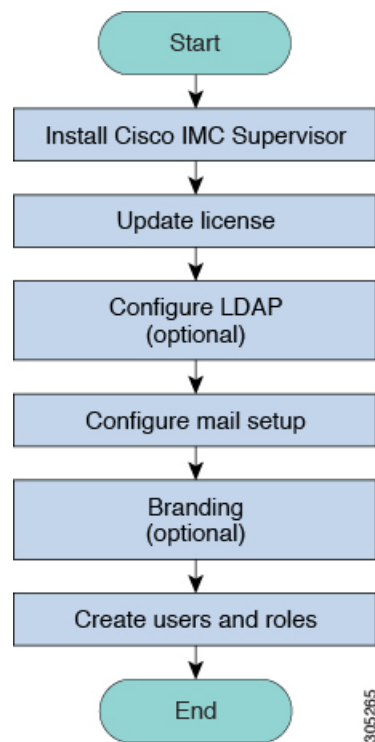 Start
Install Cisco IMC Supervisor
Update license
Configure LDAP
(optional)
Configure mail setup
Branding
(optional)
Create users and roles
End
305265